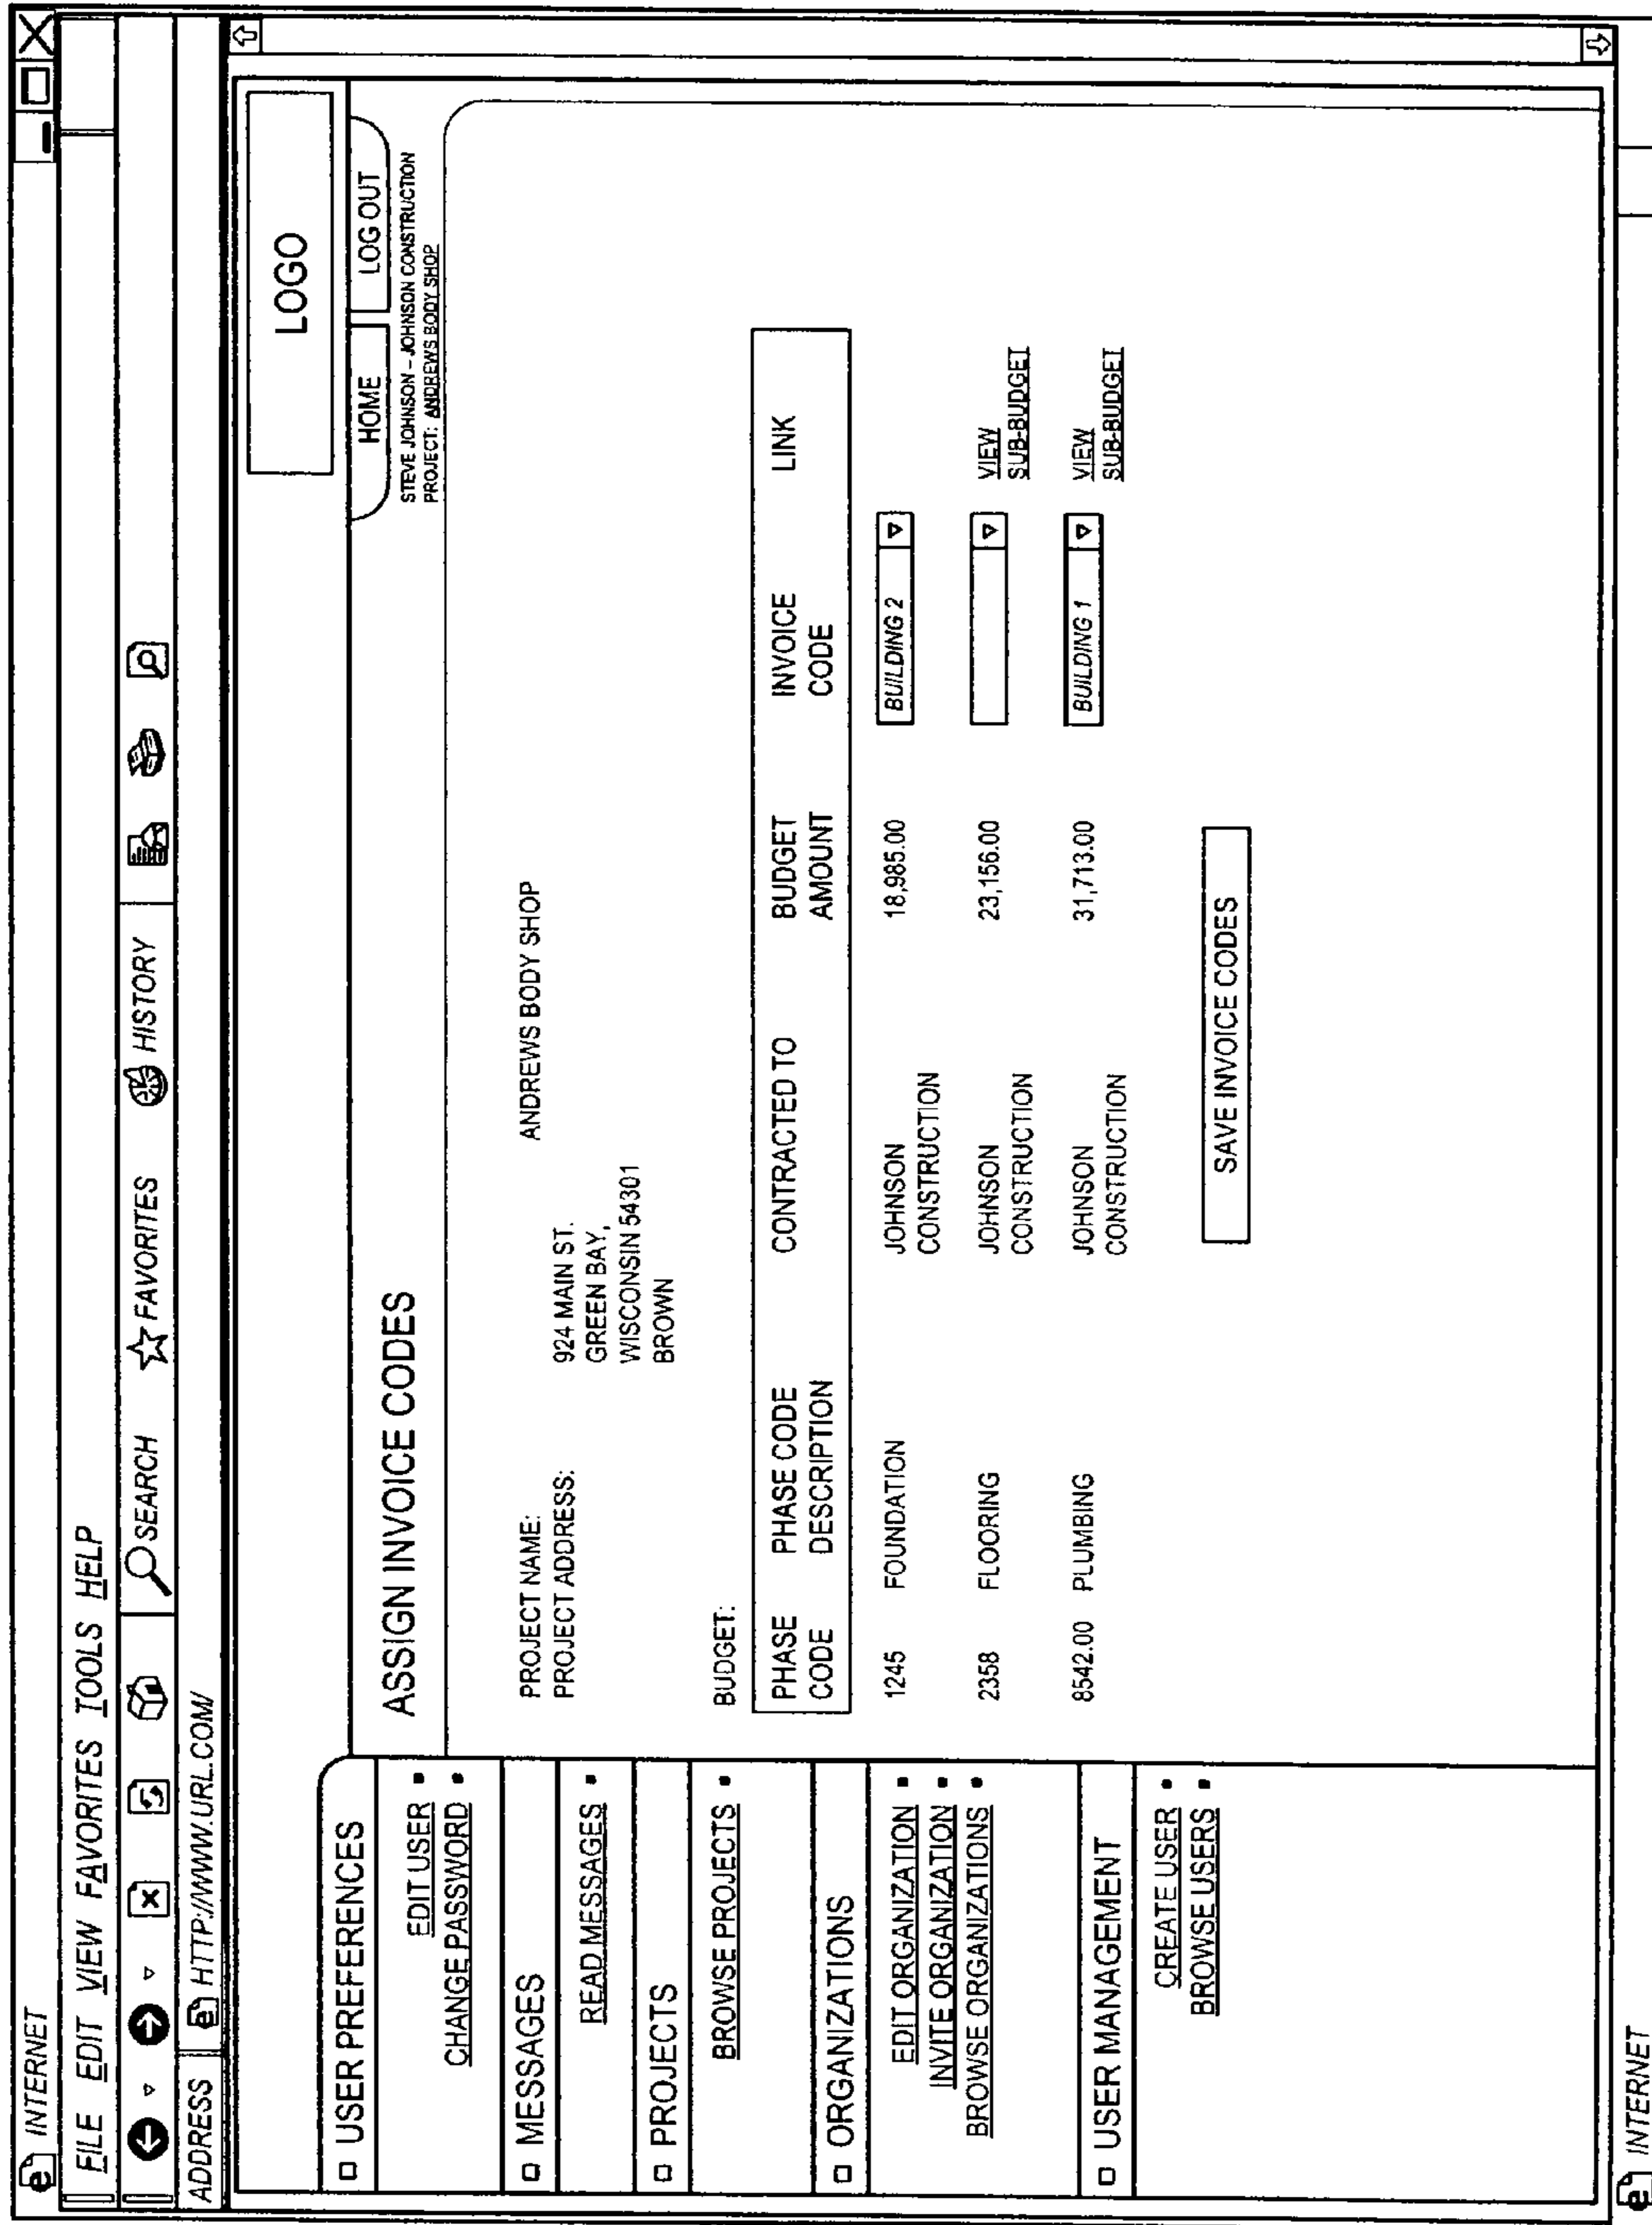 INTERNET
FILE EDIT VIEW FAVORITES TOOLS HELP
SEARCH FAVORITES HISTORY
ADDRESS HTTP://WWW.URL.COM/
LOGO
HOME LOG OUT
STEVE JOHNSON – JOHNSON CONSTRUCTION
PROJECT: ANDREWS BODY SHOP
USER PREFERENCES
EDIT USER
CHANGE PASSWORD
MESSAGES
READ MESSAGES
PROJECTS
BROWSE PROJECTS
ORGANIZATIONS
EDIT ORGANIZATION
INVITE ORGANIZATION
BROWSE ORGANIZATIONS
USER MANAGEMENT
CREATE USER
BROWSE USERS
ASSIGN INVOICE CODES
PROJECT NAME: ANDREWS BODY SHOP
PROJECT ADDRESS: 924 MAIN ST.
GREEN BAY,
WISCONSIN 54301
BROWN
BUDGET:
PHASE PHASE CODE CONTRACTED TO BUDGET INVOICE LINK
CODE DESCRIPTION AMOUNT CODE
1245 FOUNDATION JOHNSON 18,985.00 BUILDING 2
CONSTRUCTION
2358 FLOORING JOHNSON 23,156.00 VIEW
CONSTRUCTION SUB-BUDGET
8542.00 PLUMBING JOHNSON 31,713.00 BUILDING 1 VIEW
CONSTRUCTION SUB-BUDGET
SAVE INVOICE CODES
INTERNET